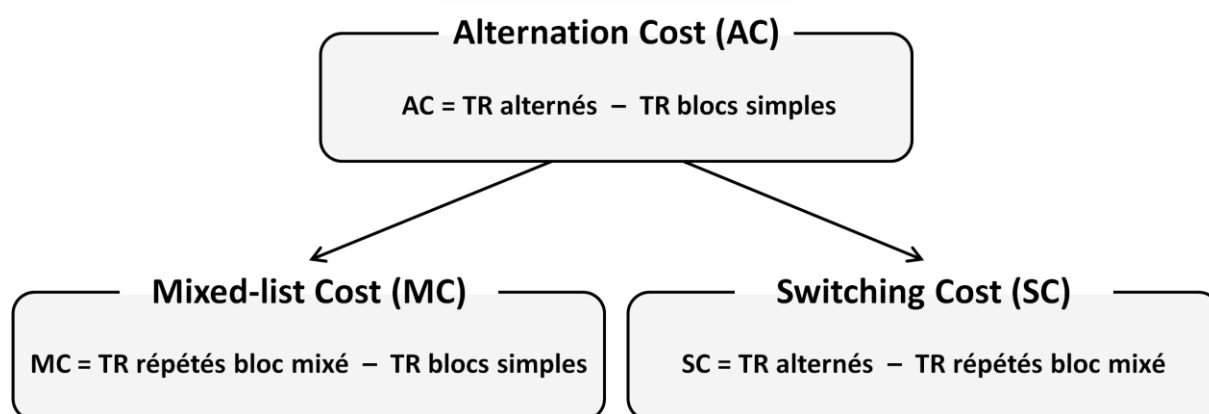 Alternation Cost (AC)
AC = TR alternés – TR blocs simples
Mixed-list Cost (MC)
MC = TR répétés bloc mixé – TR blocs simples
Switching Cost (SC)
SC = TR alternés – TR répétés bloc mixé